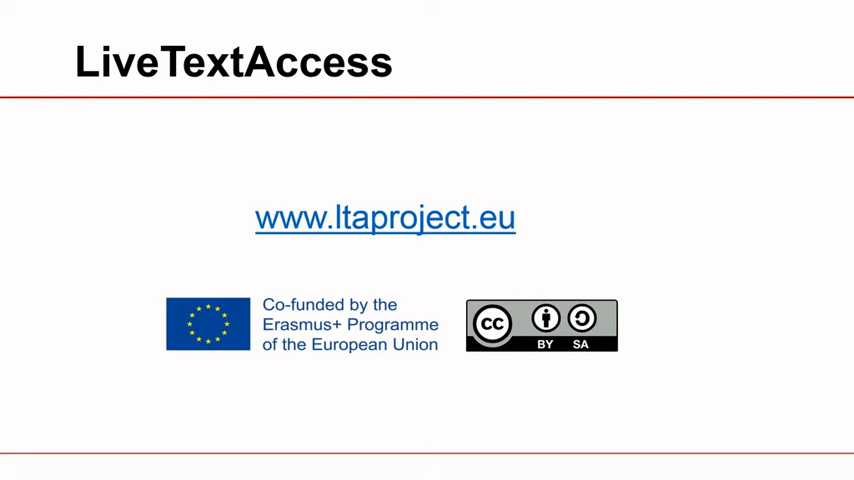 LiveTextAccess
www.ltaproject.eu
Co-funded by the
Erasmus+ Programme
of the European Union
cc
BY SA